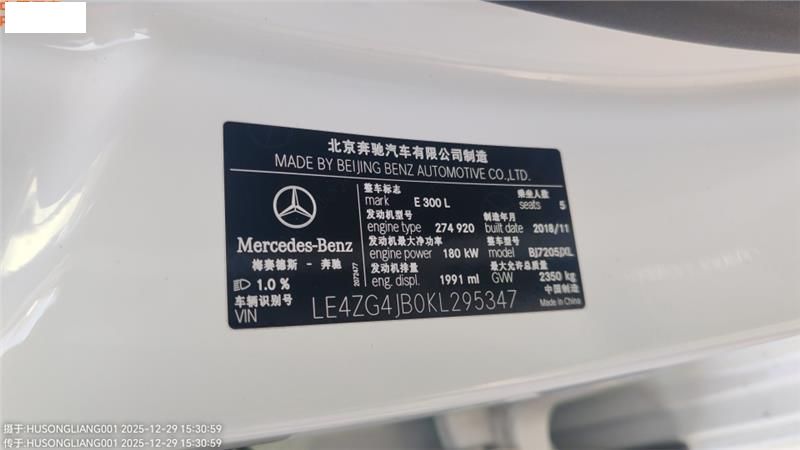 北京奔驰汽车有限公司制造
MADE BY BEIJING BENZ AUTOMOTIVE CO.,LTD.
Mercedes-Benz
梅赛德斯 - 奔驰
1.0 %
整车标志
mark E 300 L
乘坐人数
seats 5
发动机型号
engine type 274 920
制造年月
built date 2018/11
发动机最大净功率
engine power 180 kW
整车型号
model BJ7205JXL
发动机排量
eng. displ. 1991 ml
最大允许总质量
GVW 2350 kg
2072477
车辆识别号
VIN LE4ZG4JB0KL295347
中国制造
Made in China
摄于:HUSONGLIANG001 2025-12-29 15:30:59
传于:HUSONGLIANG001 2025-12-29 15:30:59